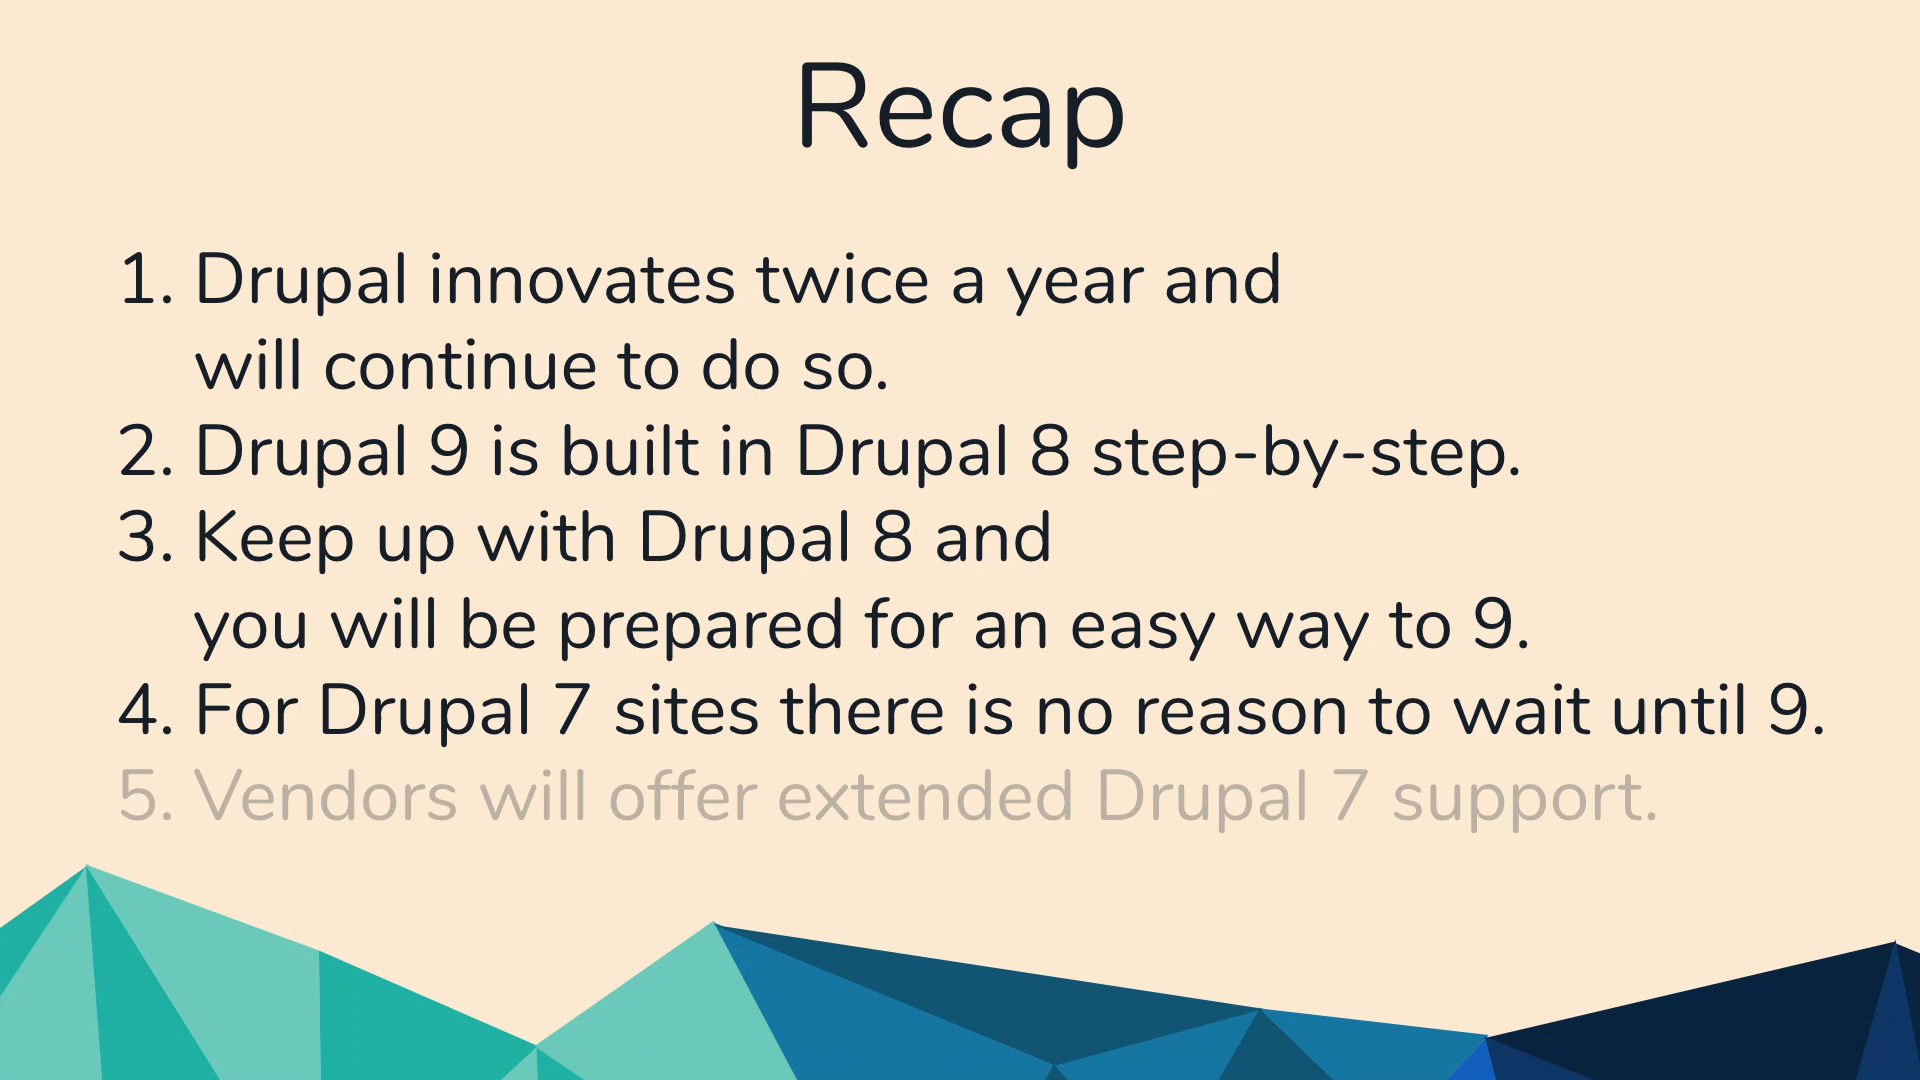 Recap
1. Drupal innovates twice a year and
will continue to do so.
2. Drupal 9 is built in Drupal 8 step-by-step.
3. Keep up with Drupal 8 and
you will be prepared for an easy way to 9.
4. For Drupal 7 sites there is no reason to wait until 9.
5. Vendors will offer extended Drupal 7 support.